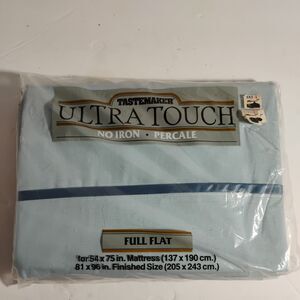 TASTEMAKER
ULTRA TOUCH
NO IRON • PERCALE
FULL FLAT
for 54 x 75 in. Mattress (137 x 190 cm.)
81 x 96 in. Finished Size (205 x 243 cm.)